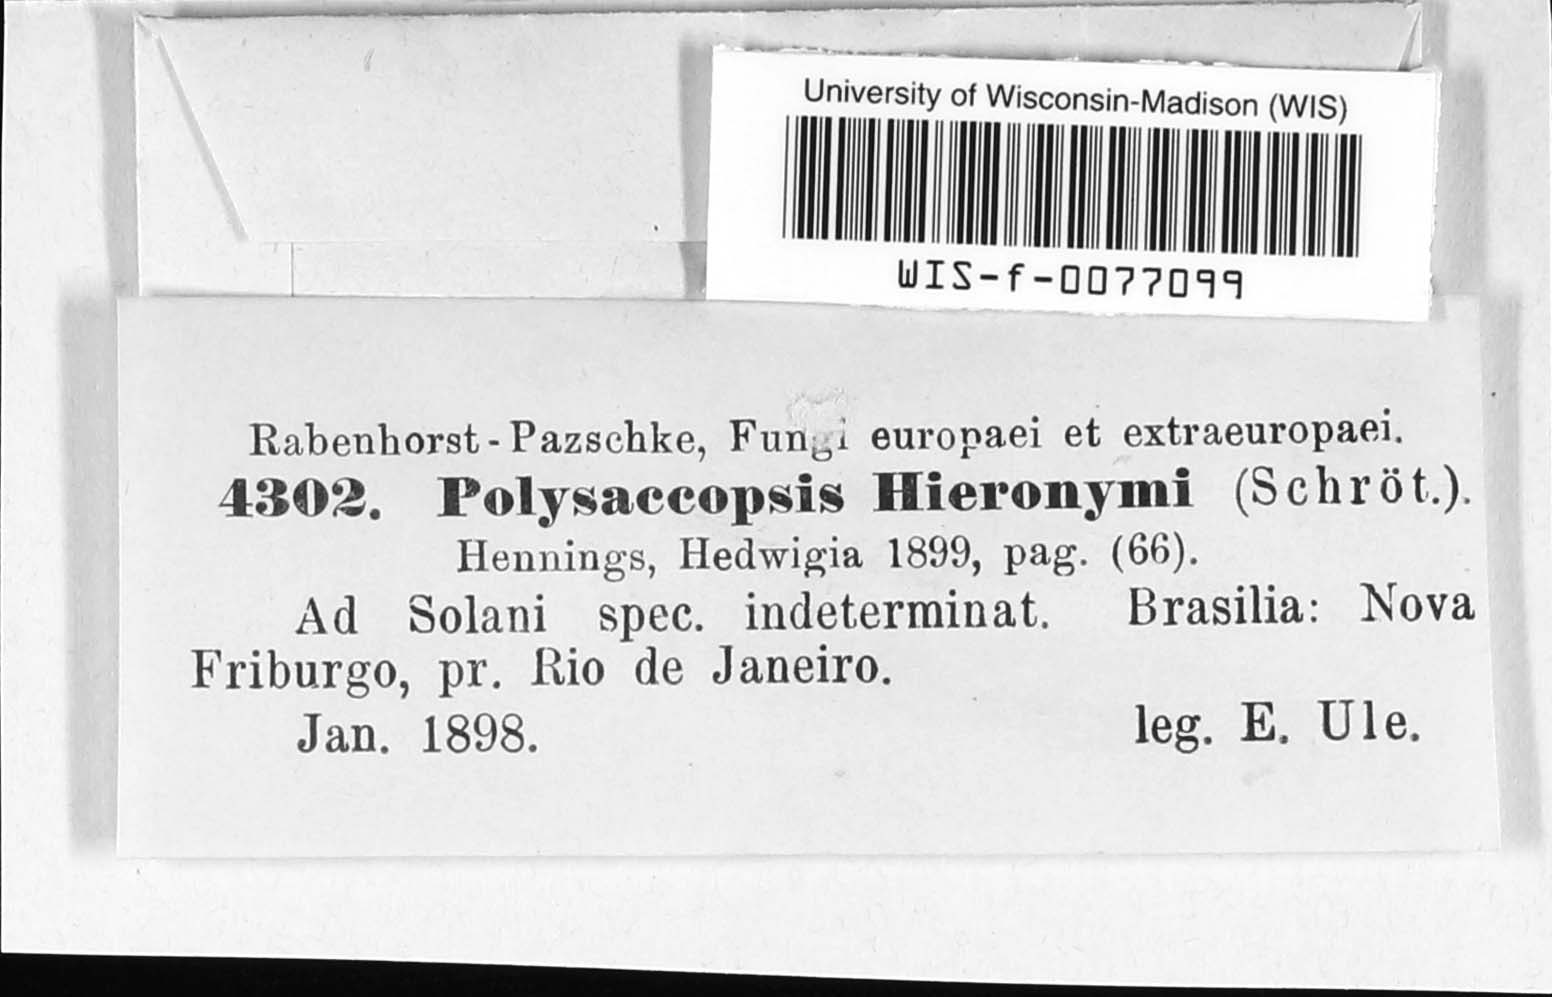 University of Wisconsin-Madison (WIS)
WIS-f-0077099
Rabenhorst-Pazschke, Fungi europaei et extraeuropaei.
4302. Polysaccopsis Hieronymi (Schröt.).
Hennings, Hedwigia 1899, pag. (66).
Ad Solani spec. indeterminat. Brasilia: Nova
Friburgo, pr. Rio de Janeiro.
Jan. 1898. leg. E. Ule.